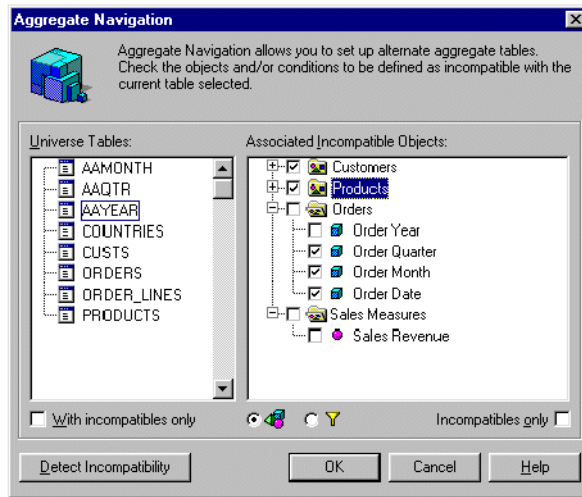 Aggregate Navigation
Aggregate Navigation allows you to set up alternate aggregate tables.
Check the objects and/or conditions to be defined as incompatible with the
current table selected.
Universe Tables:
AAMONTH
AAQTR
AAYEAR
COUNTRIES
CUSTS
ORDERS
ORDER_LINES
PRODUCTS
Associated Incompatible Objects:
Customers
Products
Orders
Order Year
Order Quarter
Order Month
Order Date
Sales Measures
Sales Revenue
With incompatibles only
Incompatibles only
Detect Incompatibility
OK
Cancel
Help